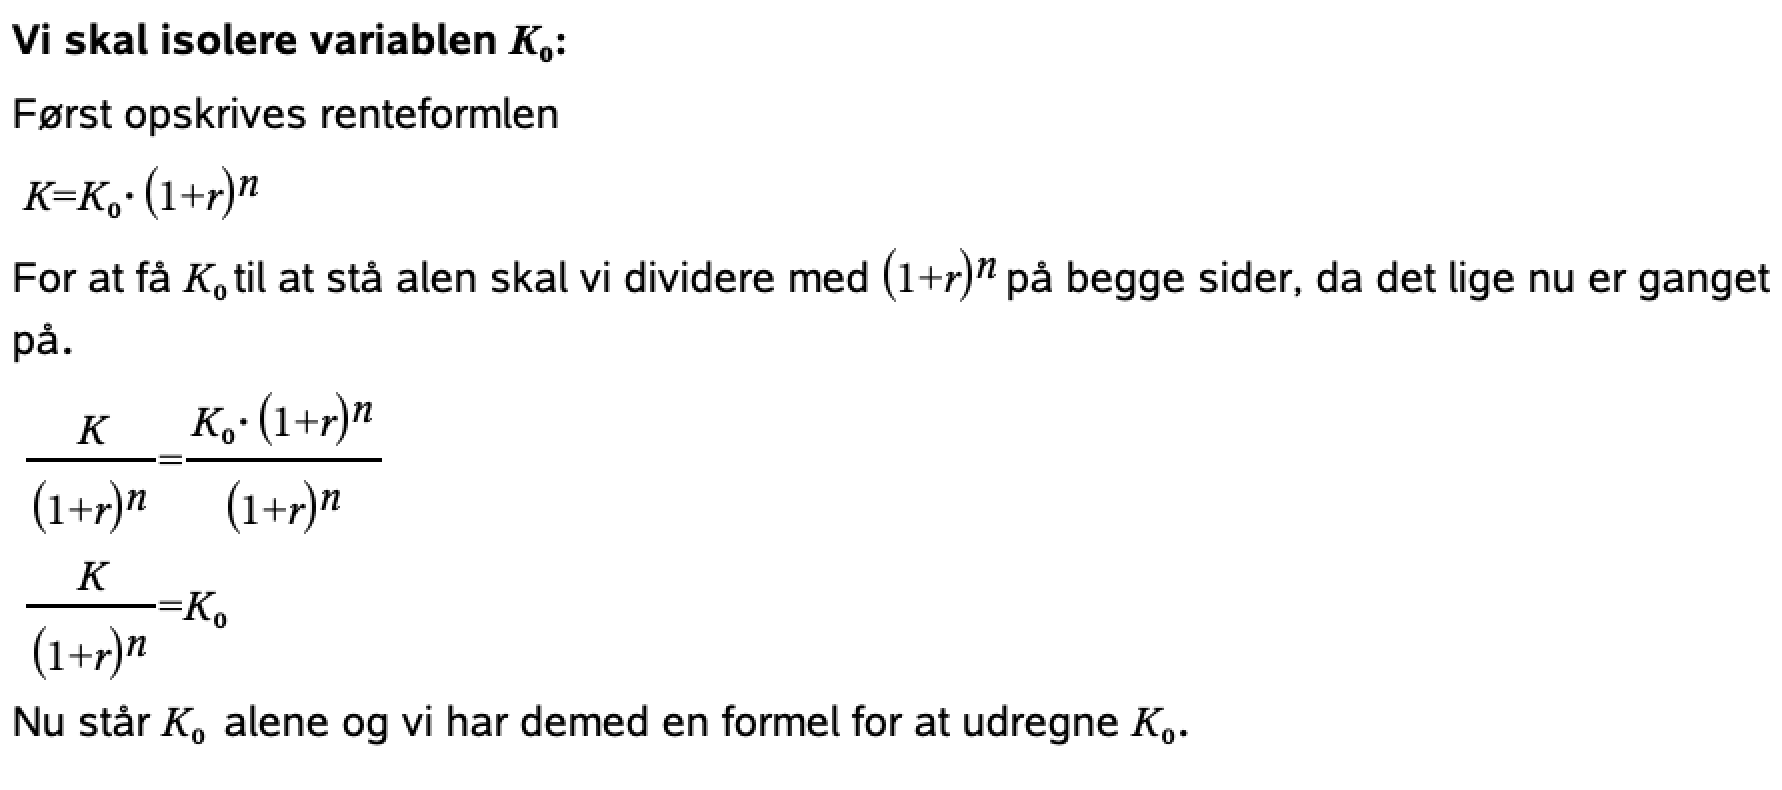 Vi skal isolere variablen K₀:
Først opskrives renteformlen
K=K₀·(1+r)ⁿ
For at få K₀ til at stå alen skal vi dividere med (1+r)ⁿ på begge sider, da det lige nu er ganget
på.
K/(1+r)ⁿ=K₀·(1+r)ⁿ/(1+r)ⁿ
K/(1+r)ⁿ=K₀
Nu står K₀ alene og vi har demed en formel for at udregne K₀.